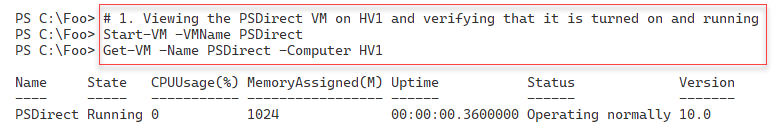 PS C:\Foo> # 1. Viewing the PSDirect VM on HV1 and verifying that it is turned on and running
PS C:\Foo> Start-VM -VMName PSDirect
PS C:\Foo> Get-VM -Name PSDirect -Computer HV1
Name State CPUUsage(%) MemoryAssigned(M) Uptime Status Version
---- ----- ----------- ----------------- ------ ------ -------
PSDirect Running 0 1024 00:00:00.3600000 Operating normally 10.0